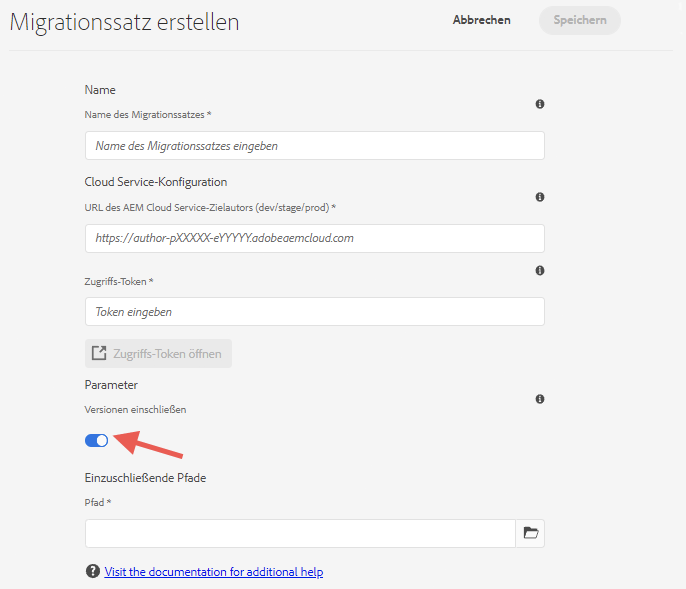 Migrationssatz erstellen
Abbrechen
Speichern
Name
Name des Migrationssatzes *
Name des Migrationssatzes eingeben
Cloud Service-Konfiguration
URL des AEM Cloud Service-Zielautors (dev/stage/prod) *
https://author-pXXXXX-eYYYYY.adobeaemcloud.com
Zugriffs-Token *
Token eingeben
Zugriffs-Token öffnen
Parameter
Versionen einschließen
Einzuschließende Pfade
Pfad *
Visit the documentation for additional help